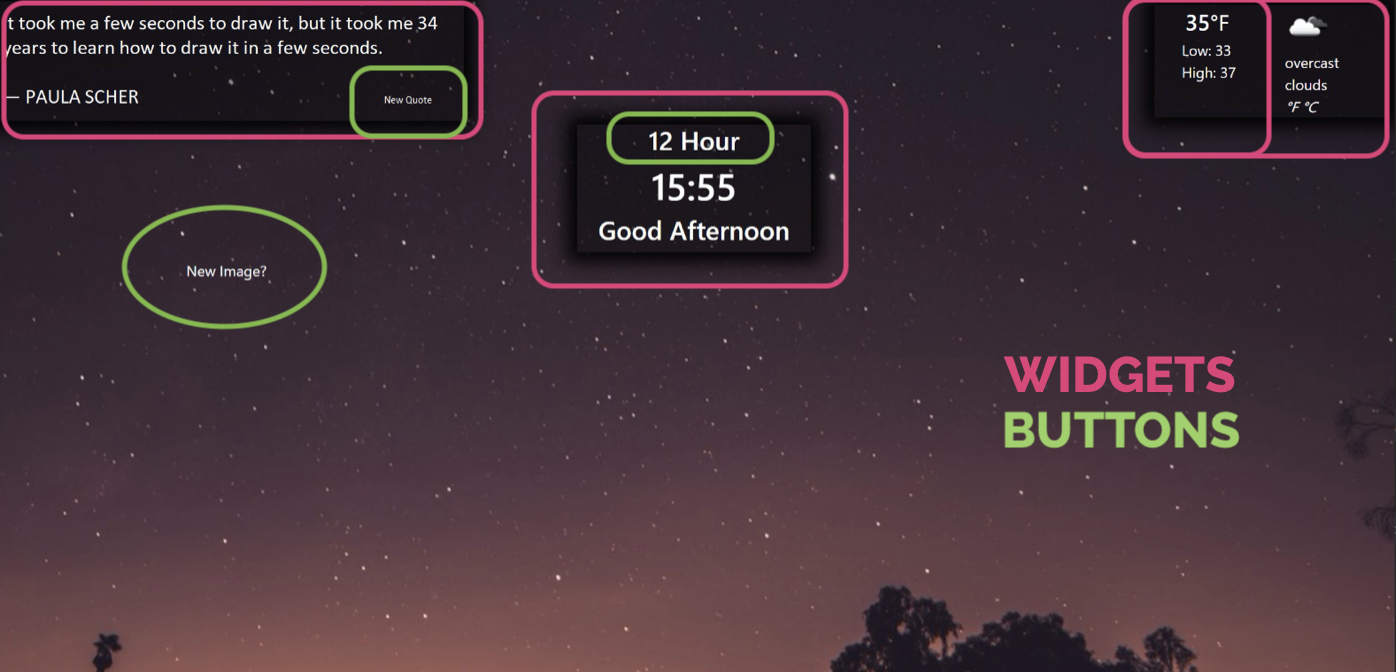 t took me a few seconds to draw it, but it took me 34
years to learn how to draw it in a few seconds.
— PAULA SCHER
New Quote
12 Hour
15:55
Good Afternoon
35°F
Low: 33
High: 37
overcast
clouds
°F °C
New Image?
WIDGETS
BUTTONS